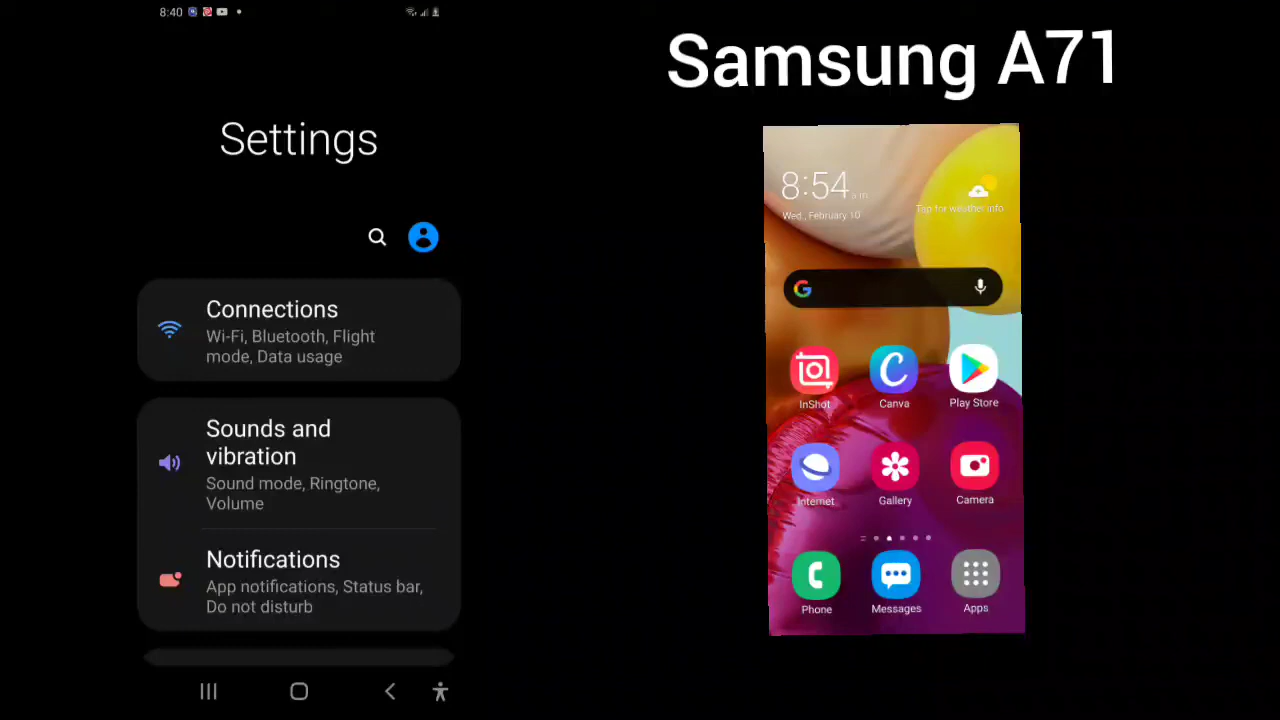 8:40
Settings
Connections
Wi-Fi, Bluetooth, Flight
mode, Data usage
Sounds and
vibration
Sound mode, Ringtone,
Volume
Notifications
App notifications, Status bar,
Do not disturb
Samsung A71
8:54 p.m.
Wed., February 10
Tap for weather info
InShot
Canva
Play Store
Internet
Gallery
Camera
Phone
Messages
Apps